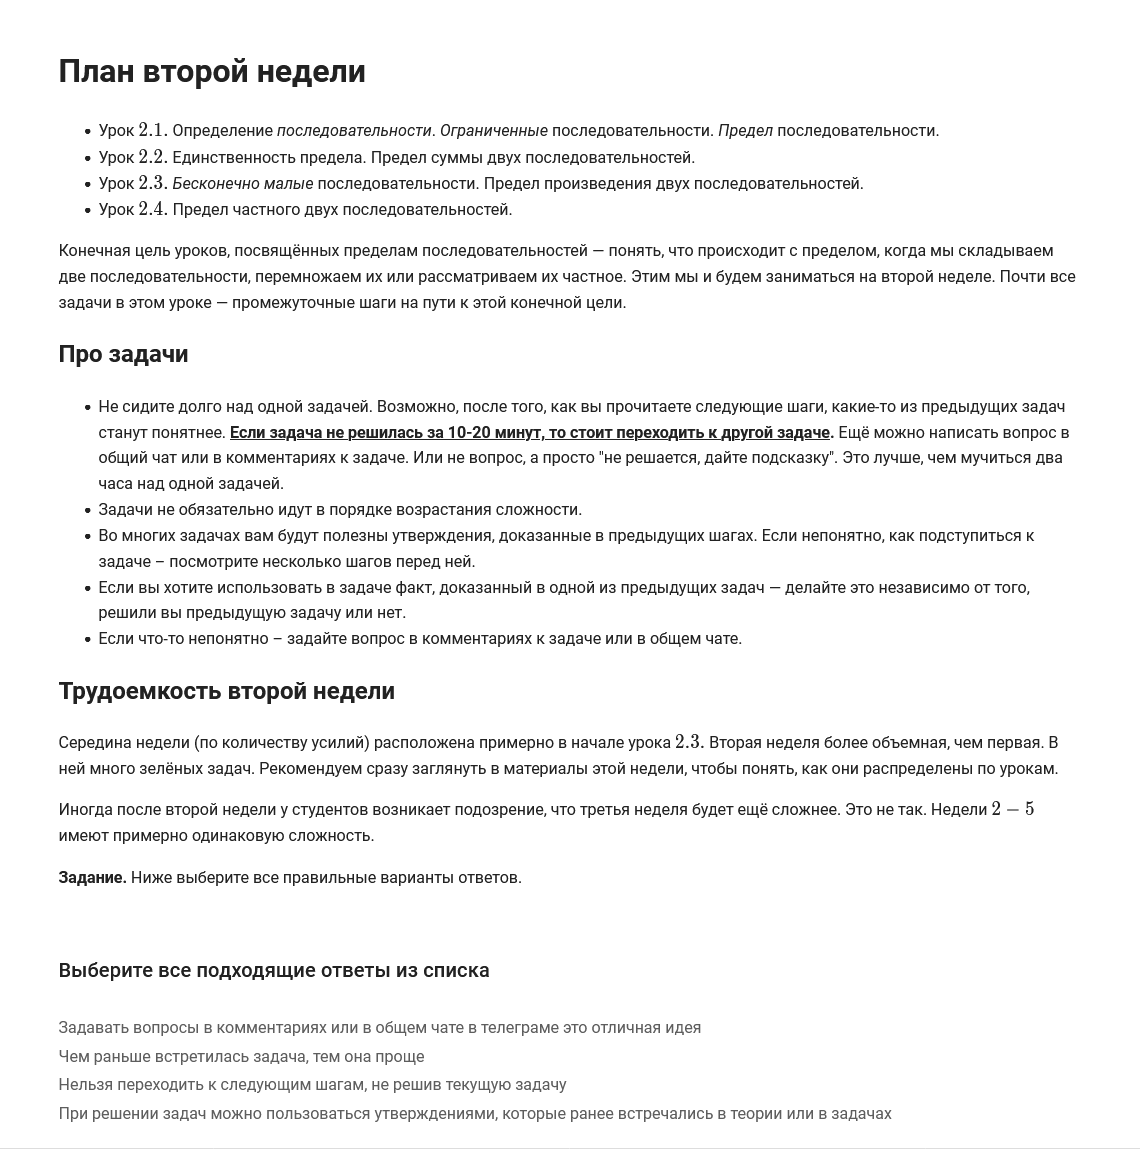 План второй недели
• Урок 2.1. Определение последовательности. Ограниченные последовательности. Предел последовательности.
• Урок 2.2. Единственность предела. Предел суммы двух последовательностей.
• Урок 2.3. Бесконечно малые последовательности. Предел произведения двух последовательностей.
• Урок 2.4. Предел частного двух последовательностей.
Конечная цель уроков, посвящённых пределам последовательностей — понять, что происходит с пределом, когда мы складываем
две последовательности, перемножаем их или рассматриваем их частное. Этим мы и будем заниматься на второй неделе. Почти все
задачи в этом уроке — промежуточные шаги на пути к этой конечной цели.
Про задачи
• Не сидите долго над одной задачей. Возможно, после того, как вы прочитаете следующие шаги, какие-то из предыдущих задач
станут понятнее. Если задача не решилась за 10-20 минут, то стоит переходить к другой задаче. Ещё можно написать вопрос в
общий чат или в комментариях к задаче. Или не вопрос, а просто "не решается, дайте подсказку". Это лучше, чем мучиться два
часа над одной задачей.
• Задачи не обязательно идут в порядке возрастания сложности.
• Во многих задачах вам будут полезны утверждения, доказанные в предыдущих шагах. Если непонятно, как подступиться к
задаче – посмотрите несколько шагов перед ней.
• Если вы хотите использовать в задаче факт, доказанный в одной из предыдущих задач — делайте это независимо от того,
решили вы предыдущую задачу или нет.
• Если что-то непонятно – задайте вопрос в комментариях к задаче или в общем чате.
Трудоемкость второй недели
Середина недели (по количеству усилий) расположена примерно в начале урока 2.3. Вторая неделя более объемная, чем первая. В
ней много зелёных задач. Рекомендуем сразу заглянуть в материалы этой недели, чтобы понять, как они распределены по урокам.
Иногда после второй недели у студентов возникает подозрение, что третья неделя будет ещё сложнее. Это не так. Недели 2 − 5
имеют примерно одинаковую сложность.
Задание. Ниже выберите все правильные варианты ответов.
Выберите все подходящие ответы из списка
Задавать вопросы в комментариях или в общем чате в телеграме это отличная идея
Чем раньше встретилась задача, тем она проще
Нельзя переходить к следующим шагам, не решив текущую задачу
При решении задач можно пользоваться утверждениями, которые ранее встречались в теории или в задачах